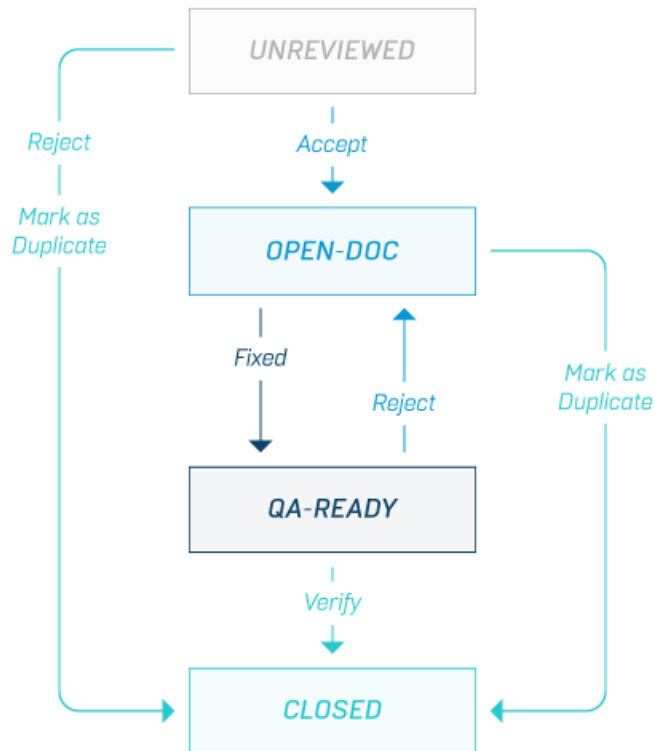 UNREVIEWED
Reject
Accept
Mark as
Duplicate
OPEN-DOC
Fixed
Mark as
Duplicate
Reject
QA-READY
Verify
CLOSED